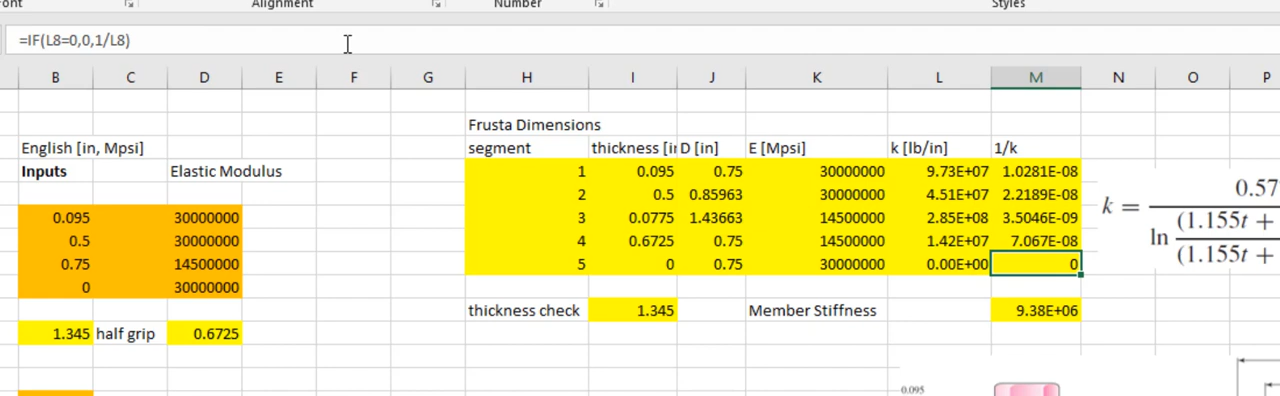 Alignment Number Styles
=IF(L8=0,0,1/L8)
B C D E F G H I J K L M N O P
Frusta Dimensions
English [in, Mpsi] segment thickness [ir D [in] E [Mpsi] k [lb/in] 1/k
Inputs Elastic Modulus 1 0.095 0.75 30000000 9.73E+07 1.0281E-08
2 0.5 0.85963 30000000 4.51E+07 2.2189E-08
0.095 30000000 3 0.0775 1.43663 14500000 2.85E+08 3.5046E-09
0.5 30000000 4 0.6725 0.75 14500000 1.42E+07 7.067E-08
0.75 14500000 5 0 0.75 30000000 0.00E+00 0
0 30000000
thickness check 1.345 Member Stiffness 9.38E+06
1.345 half grip 0.6725
k = 0.57
ln (1.155t +
(1.155t +
0.095